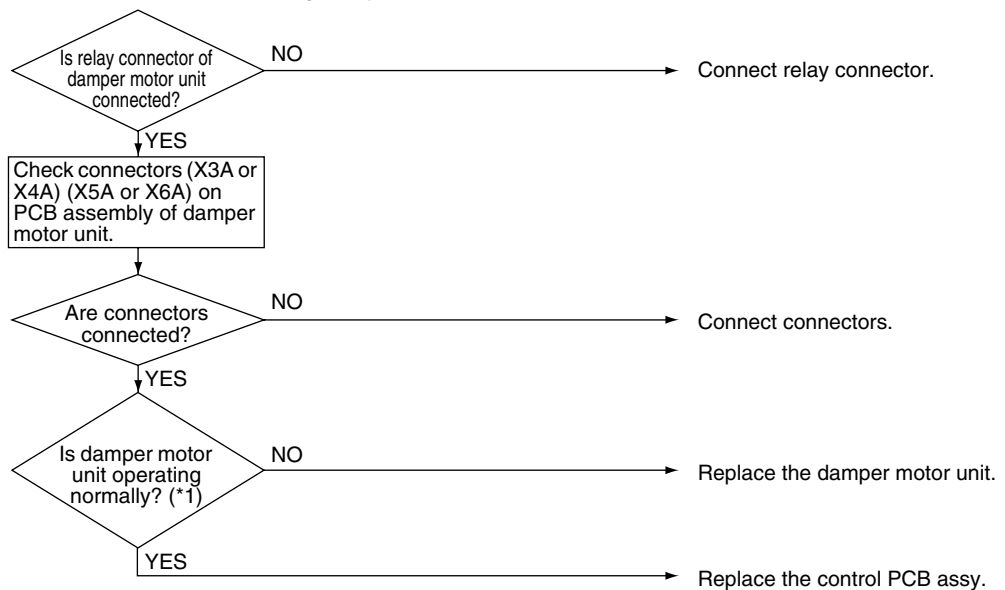 Is relay connector of
damper motor unit
connected?
NO
Connect relay connector.
YES
Check connectors (X3A or
X4A) (X5A or X6A) on
PCB assembly of damper
motor unit.
Are connectors
connected?
NO
Connect connectors.
YES
Is damper motor
unit operating
normally? (*1)
NO
Replace the damper motor unit.
YES
Replace the control PCB assy.